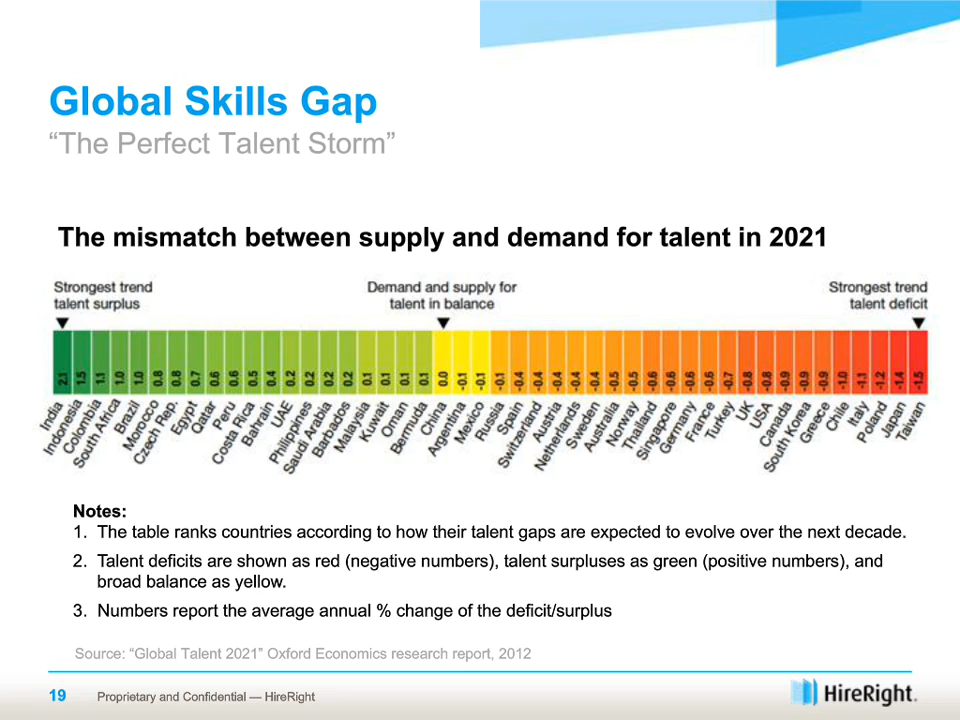 Global Skills Gap
“The Perfect Talent Storm”
The mismatch between supply and demand for talent in 2021
Strongest trend
talent surplus
Demand and supply for
talent in balance
Strongest trend
talent deficit
2.1 1.5 1.1 1.0 1.0 0.8 0.8 0.7 0.6 0.6 0.5 0.4 0.2 0.2 0.2 0.2 0.1 0.1 0.1 0.1 0.0 -0.1 -0.1 -0.1 -0.4 -0.4 -0.4 -0.4 -0.4 -0.5 -0.5 -0.6 -0.6 -0.6 -0.6 -0.7 -0.8 -0.8 -0.9 -0.9 -0.9 -1.0 -1.1 -1.2 -1.4 -1.5
India Indonesia Colombia South Africa Brazil Morocco Czech Rep. Egypt Qatar Peru Costa Rica Bahrain UAE Philippines Saudi Arabia Barbados Malaysia Kuwait Oman Bermuda China Argentina Mexico Russia Spain Switzerland Austria Netherlands Sweden Australia Norway Thailand Singapore Germany France Turkey UK USA Canada South Korea Greece Chile Italy Poland Japan Taiwan
Notes:
1. The table ranks countries according to how their talent gaps are expected to evolve over the next decade.
2. Talent deficits are shown as red (negative numbers), talent surpluses as green (positive numbers), and
broad balance as yellow.
3. Numbers report the average annual % change of the deficit/surplus
Source: “Global Talent 2021” Oxford Economics research report, 2012
19 Proprietary and Confidential — HireRight
HireRight.